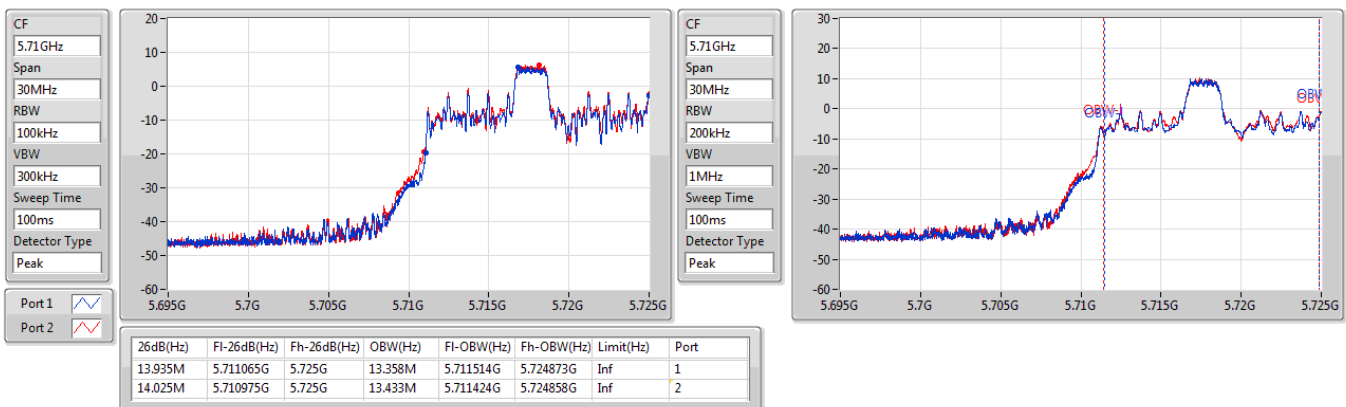 CF
5.71GHz
Span
30MHz
RBW
100kHz
VBW
300kHz
Sweep Time
100ms
Detector Type
Peak
Port 1
Port 2
20
10
0
-10
-20
-30
-40
-50
-60
5.695G 5.7G 5.705G 5.71G 5.715G 5.72G 5.725G
CF
5.71GHz
Span
30MHz
RBW
200kHz
VBW
1MHz
Sweep Time
100ms
Detector Type
Peak
30
20
10
0
-10
-20
-30
-40
-50
-60
OBW-1
OBW
5.695G 5.7G 5.705G 5.71G 5.715G 5.72G 5.725G
26dB(Hz) Fl-26dB(Hz) Fh-26dB(Hz) OBW(Hz) Fl-OBW(Hz) Fh-OBW(Hz) Limit(Hz) Port
13.935M 5.711065G 5.725G 13.358M 5.711514G 5.724873G Inf 1
14.025M 5.710975G 5.725G 13.433M 5.711424G 5.724858G Inf 2